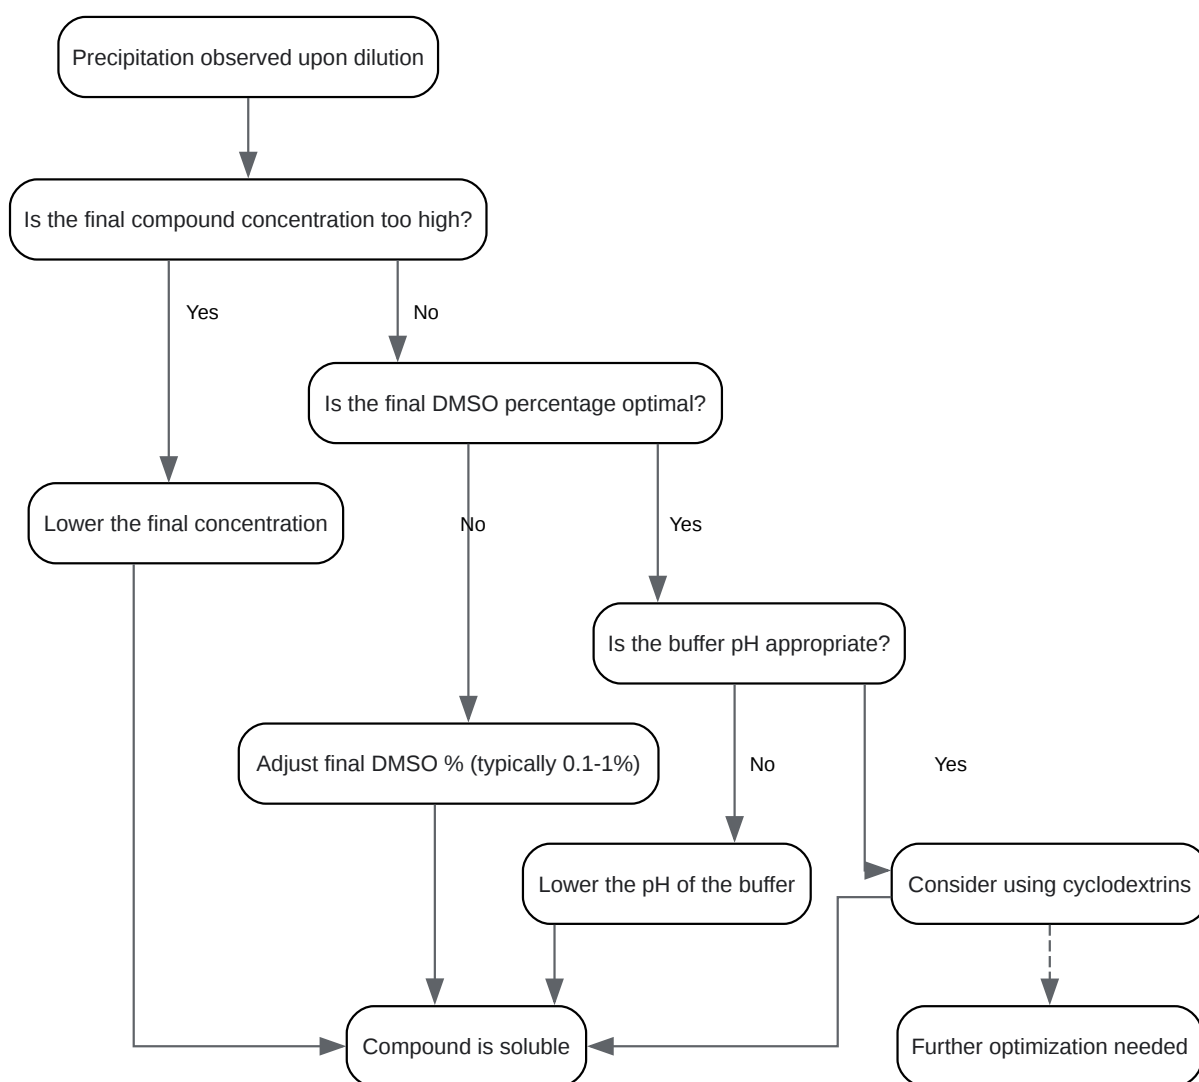 Precipitation observed upon dilution
Is the final compound concentration too high?
Yes
No
Is the final DMSO percentage optimal?
Lower the final concentration
No
Yes
Is the buffer pH appropriate?
Adjust final DMSO % (typically 0.1-1%)
No
Yes
Lower the pH of the buffer
Consider using cyclodextrins
Compound is soluble
Further optimization needed